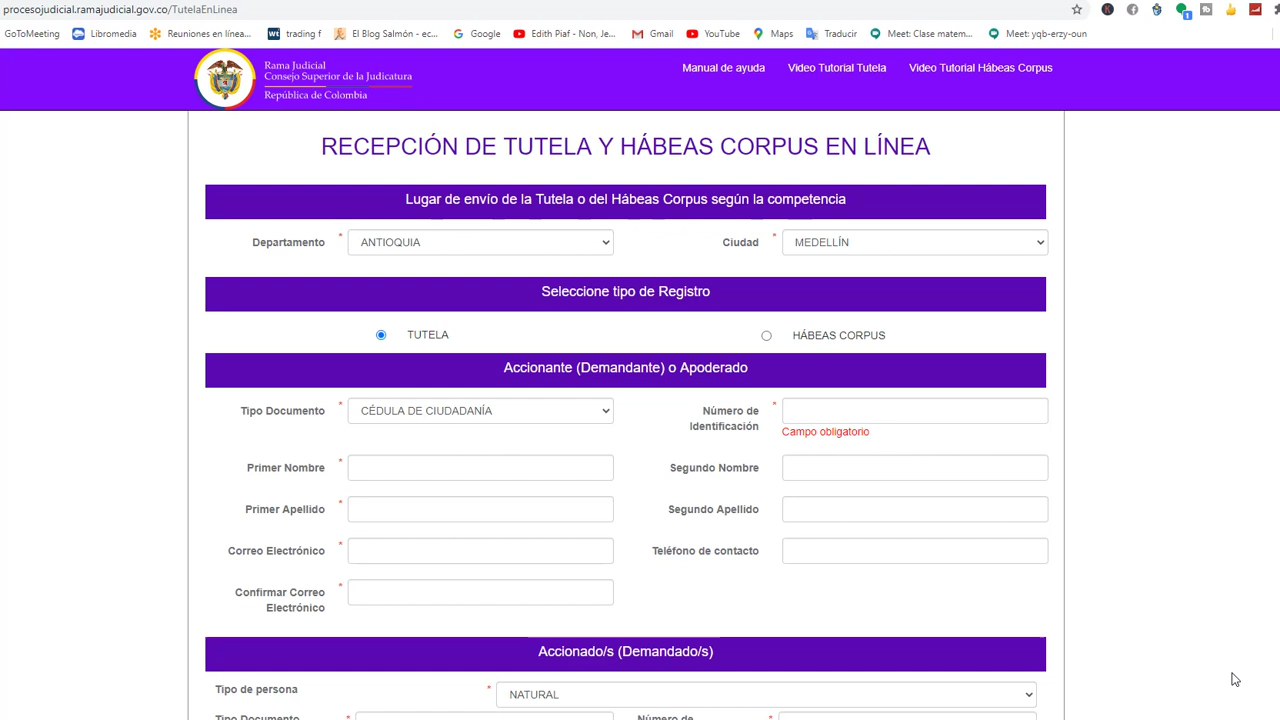 procesojudicial.ramajudicial.gov.co/TutelaEnLinea
GoToMeeting Libromedia Reuniones en línea... trading f El Blog Salmón - ec... Google Edith Piaf - Non, Je... Gmail YouTube Maps Traducir Meet: Clase matem... Meet: yqb-erzy-oun
Rama Judicial
Consejo Superior de la Judicatura
República de Colombia
Manual de ayuda Video Tutorial Tutela Video Tutorial Hábeas Corpus
RECEPCIÓN DE TUTELA Y HÁBEAS CORPUS EN LÍNEA
Lugar de envío de la Tutela o del Hábeas Corpus según la competencia
Departamento * ANTIOQUIA Ciudad * MEDELLÍN
Seleccione tipo de Registro
TUTELA HÁBEAS CORPUS
Accionante (Demandante) o Apoderado
Tipo Documento * CÉDULA DE CIUDADANÍA Número de Identificación *
Campo obligatorio
Primer Nombre * Segundo Nombre
Primer Apellido * Segundo Apellido
Correo Electrónico * Teléfono de contacto
Confirmar Correo Electrónico *
Accionado/s (Demandado/s)
Tipo de persona * NATURAL
Tipo Documento * Número de *